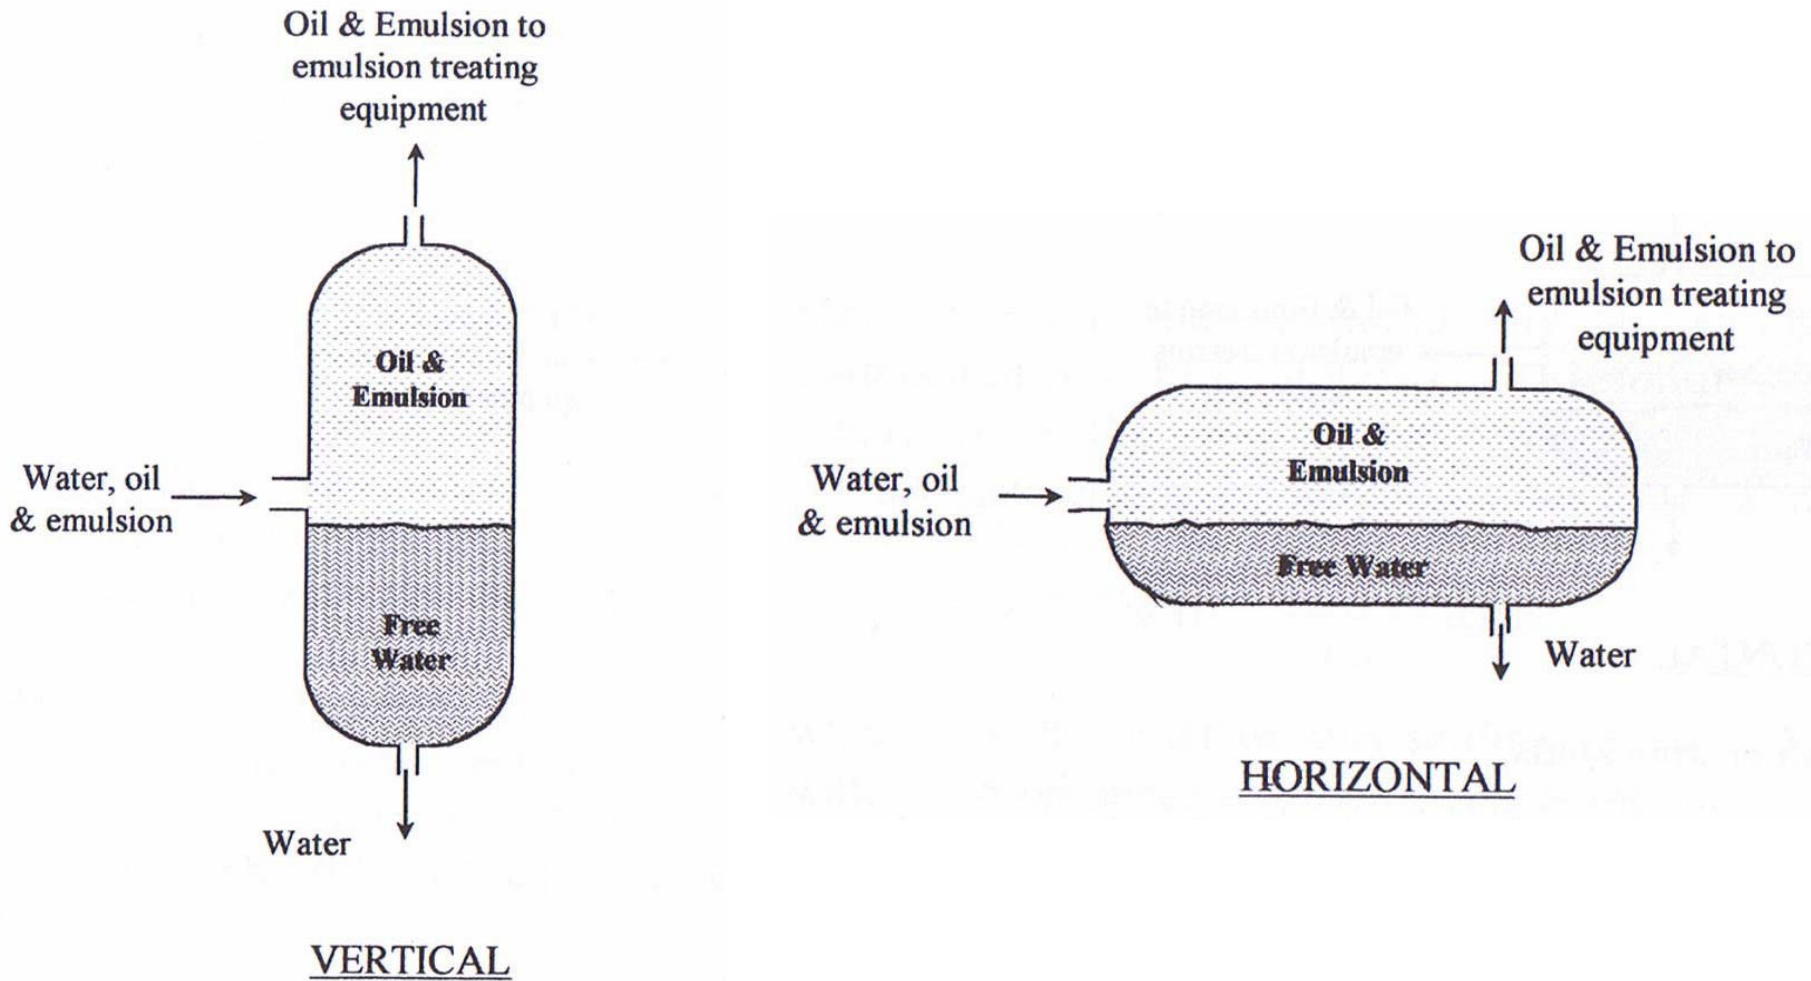 Oil & Emulsion to
emulsion treating
equipment
Oil &
Emulsion
Water, oil
& emulsion
Free
Water
Water
VERTICAL
Oil & Emulsion to
emulsion treating
equipment
Oil &
Emulsion
Water, oil
& emulsion
Free Water
Water
HORIZONTAL